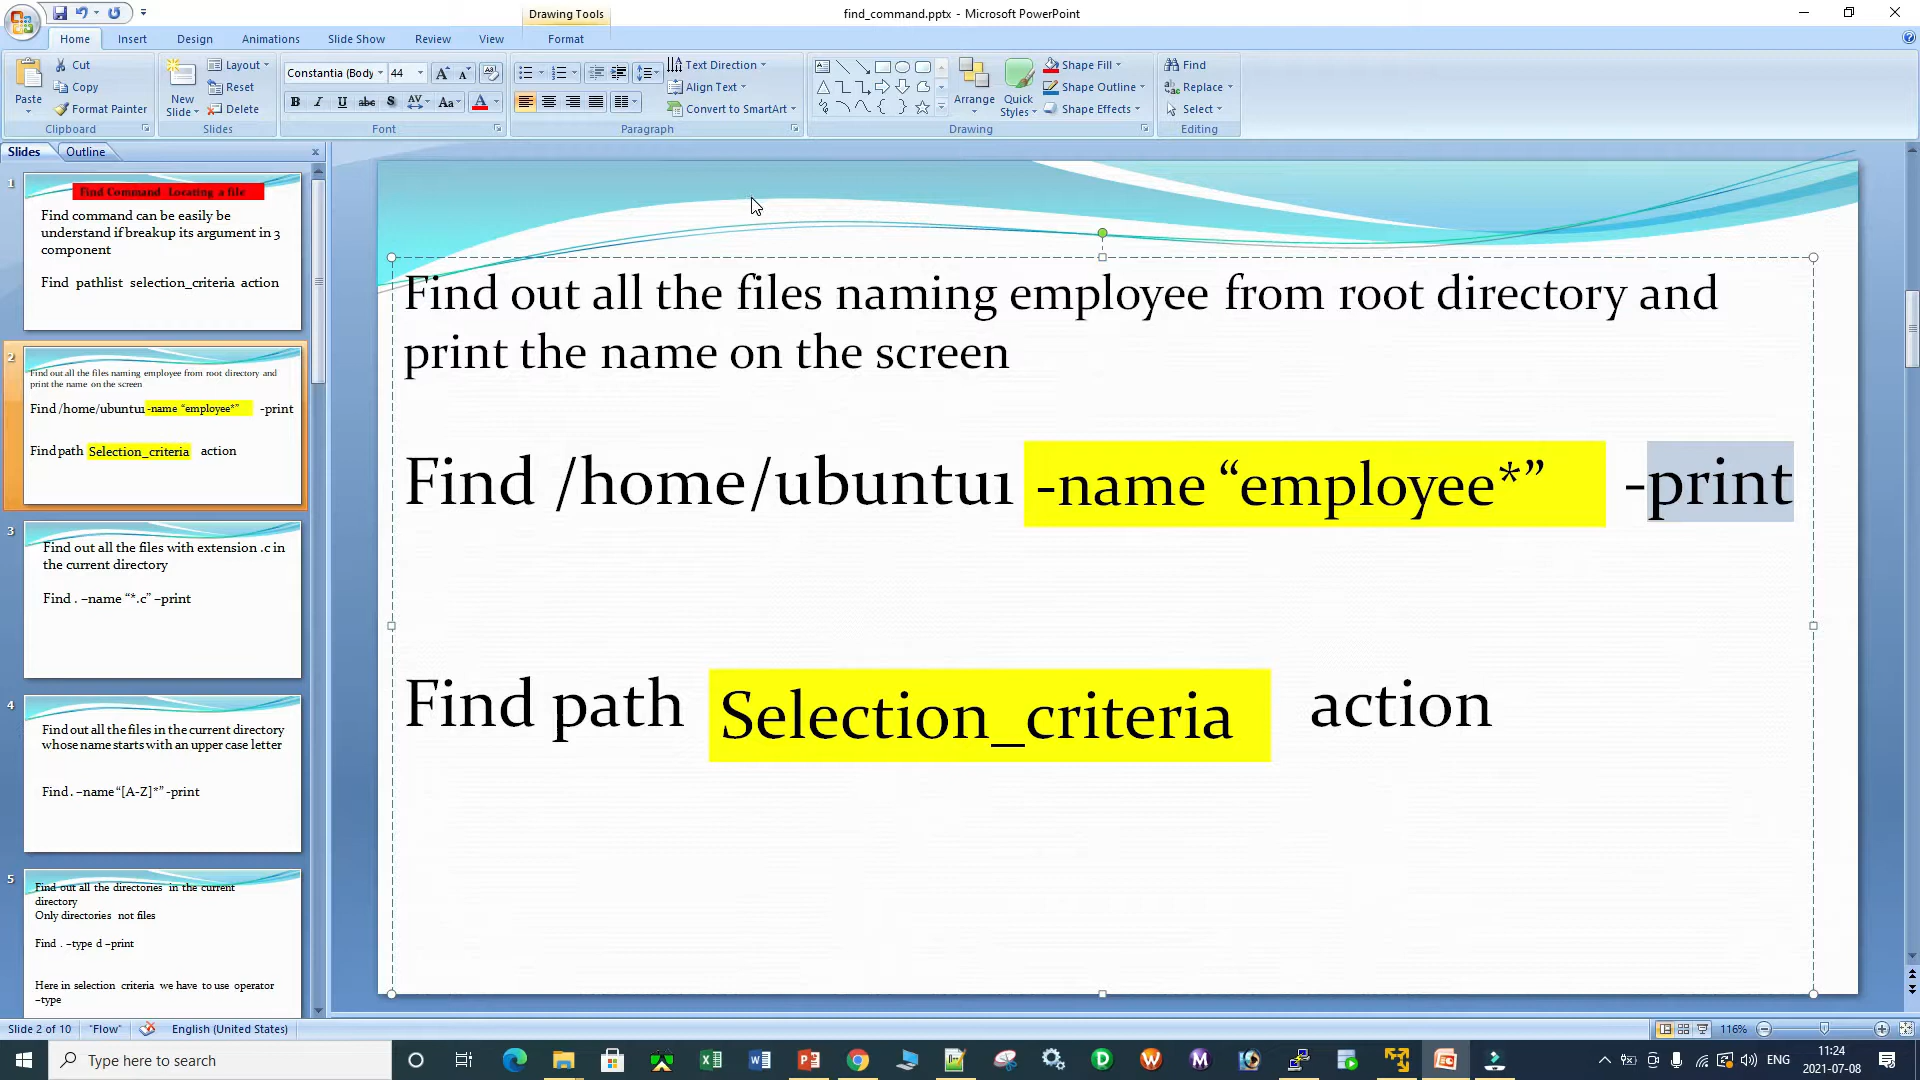 find_command.pptx - Microsoft PowerPoint
Drawing Tools
Home Insert Design Animations Slide Show Review View Format
Paste
Cut
Copy
Format Painter
Clipboard
New Slide
Layout
Reset
Delete
Slides
Constantia (Body 44
Font
Text Direction
Align Text
Convert to SmartArt
Paragraph
Arrange
Quick Styles
Shape Fill
Shape Outline
Shape Effects
Drawing
Find
Replace
Select
Editing
Slides Outline
1
Find Command Locating a file
Find command can be easily be
understand if breakup its argument in 3
component
Find pathlist selection_criteria action
2
Find out all the files naming employee from root directory and
print the name on the screen
Find /home/ubuntu1 -name “employee*” -print
Find path Selection_criteria action
3
Find out all the files with extension .c in
the current directory
Find . –name “*.c” –print
4
Find out all the files in the current directory
whose name starts with an upper case letter
Find . –name “[A-Z]*” -print
5
Find out all the directories in the current
directory
Only directories not files
Find . –type d –print
Here in selection criteria we have to use operator
–type
Find out all the files naming employee from root directory and
print the name on the screen
Find /home/ubuntu1 -name “employee*” -print
Find path Selection_criteria action
Slide 2 of 10 "Flow" English (United States) 116%
Type here to search
ENG
11:24
2021-07-08